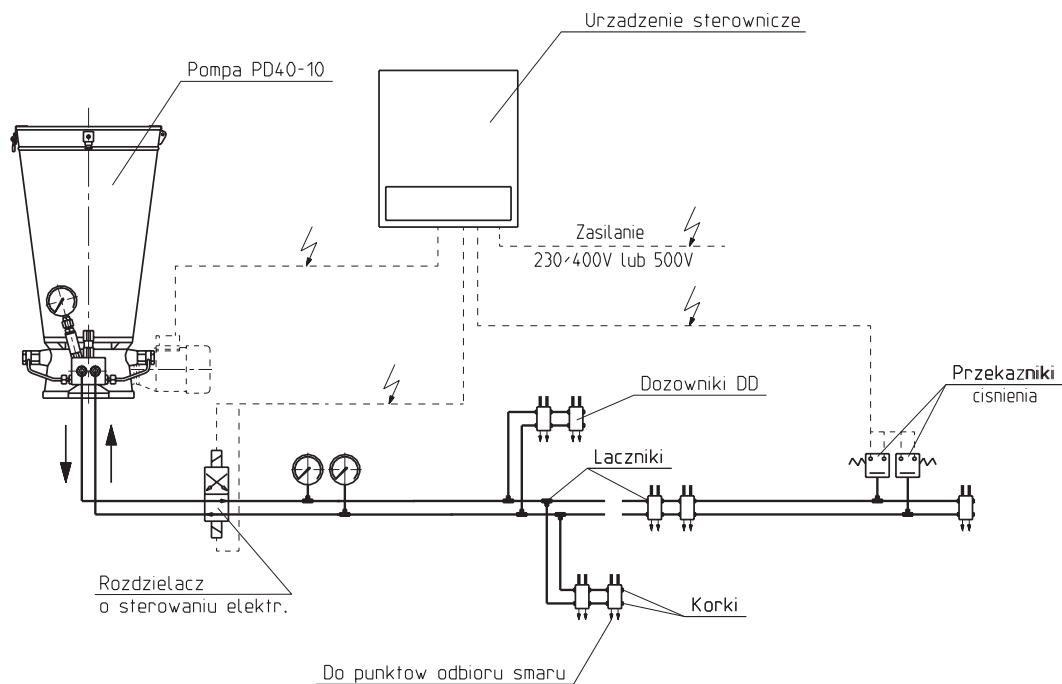 Urzadzenie sterownicze
Pompa PD40-10
Zasilanie
230/400V lub 500V
Przekazniki
cisnienia
Dozowniki DD
Laczniki
Rozdzielacz
o sterowaniu elektr.
Korki
Do punktow odbioru smaru